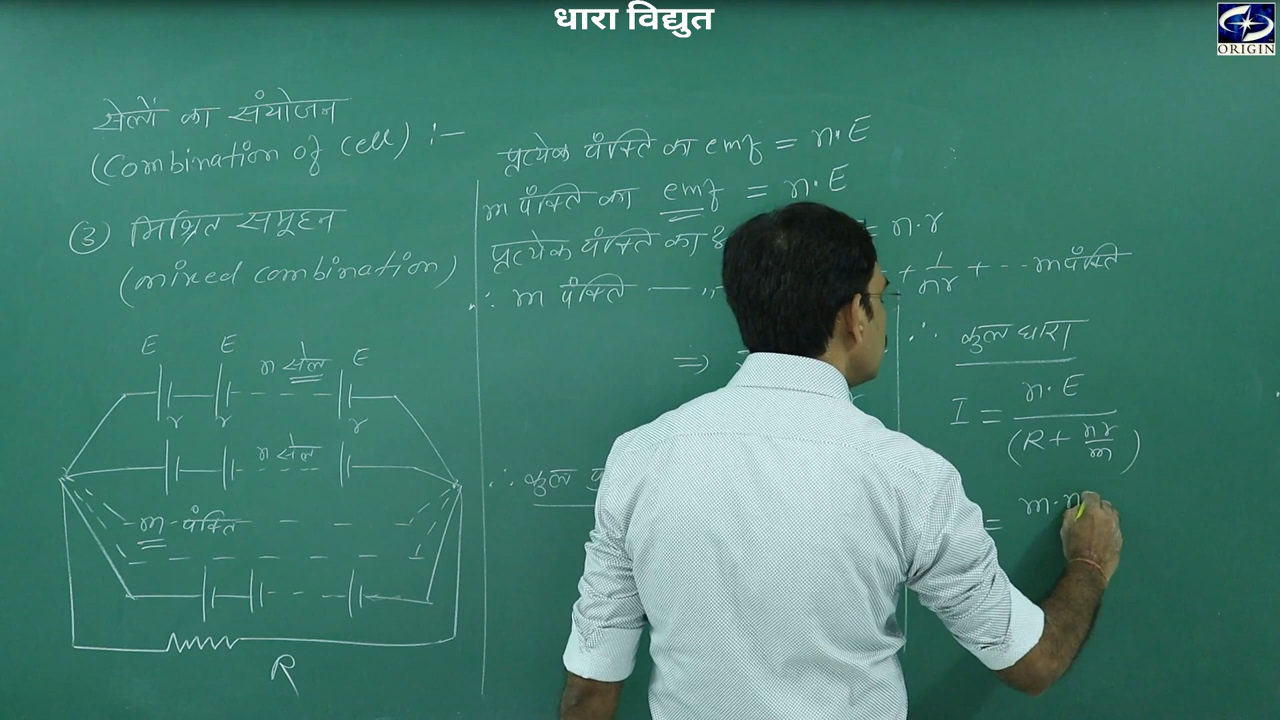 धारा विद्युत
ORIGIN
सेलों का संयोजन
(Combination of Cell) :-
③ मिश्रित समूहन
(mixed combination)
E E n सेल E
r r r
n सेल
m - पंक्ति
R
प्रत्येक पंक्ति का emf = n·E
m पंक्ति का emf = n·E
प्रत्येक पंक्ति का = n·r
∴ m पंक्ति — ,,- + 1/nr + -- m पंक्ति
=>
∴ कुल
∴ कुल धारा
I = n·E / (R + nr/m)
= m·n